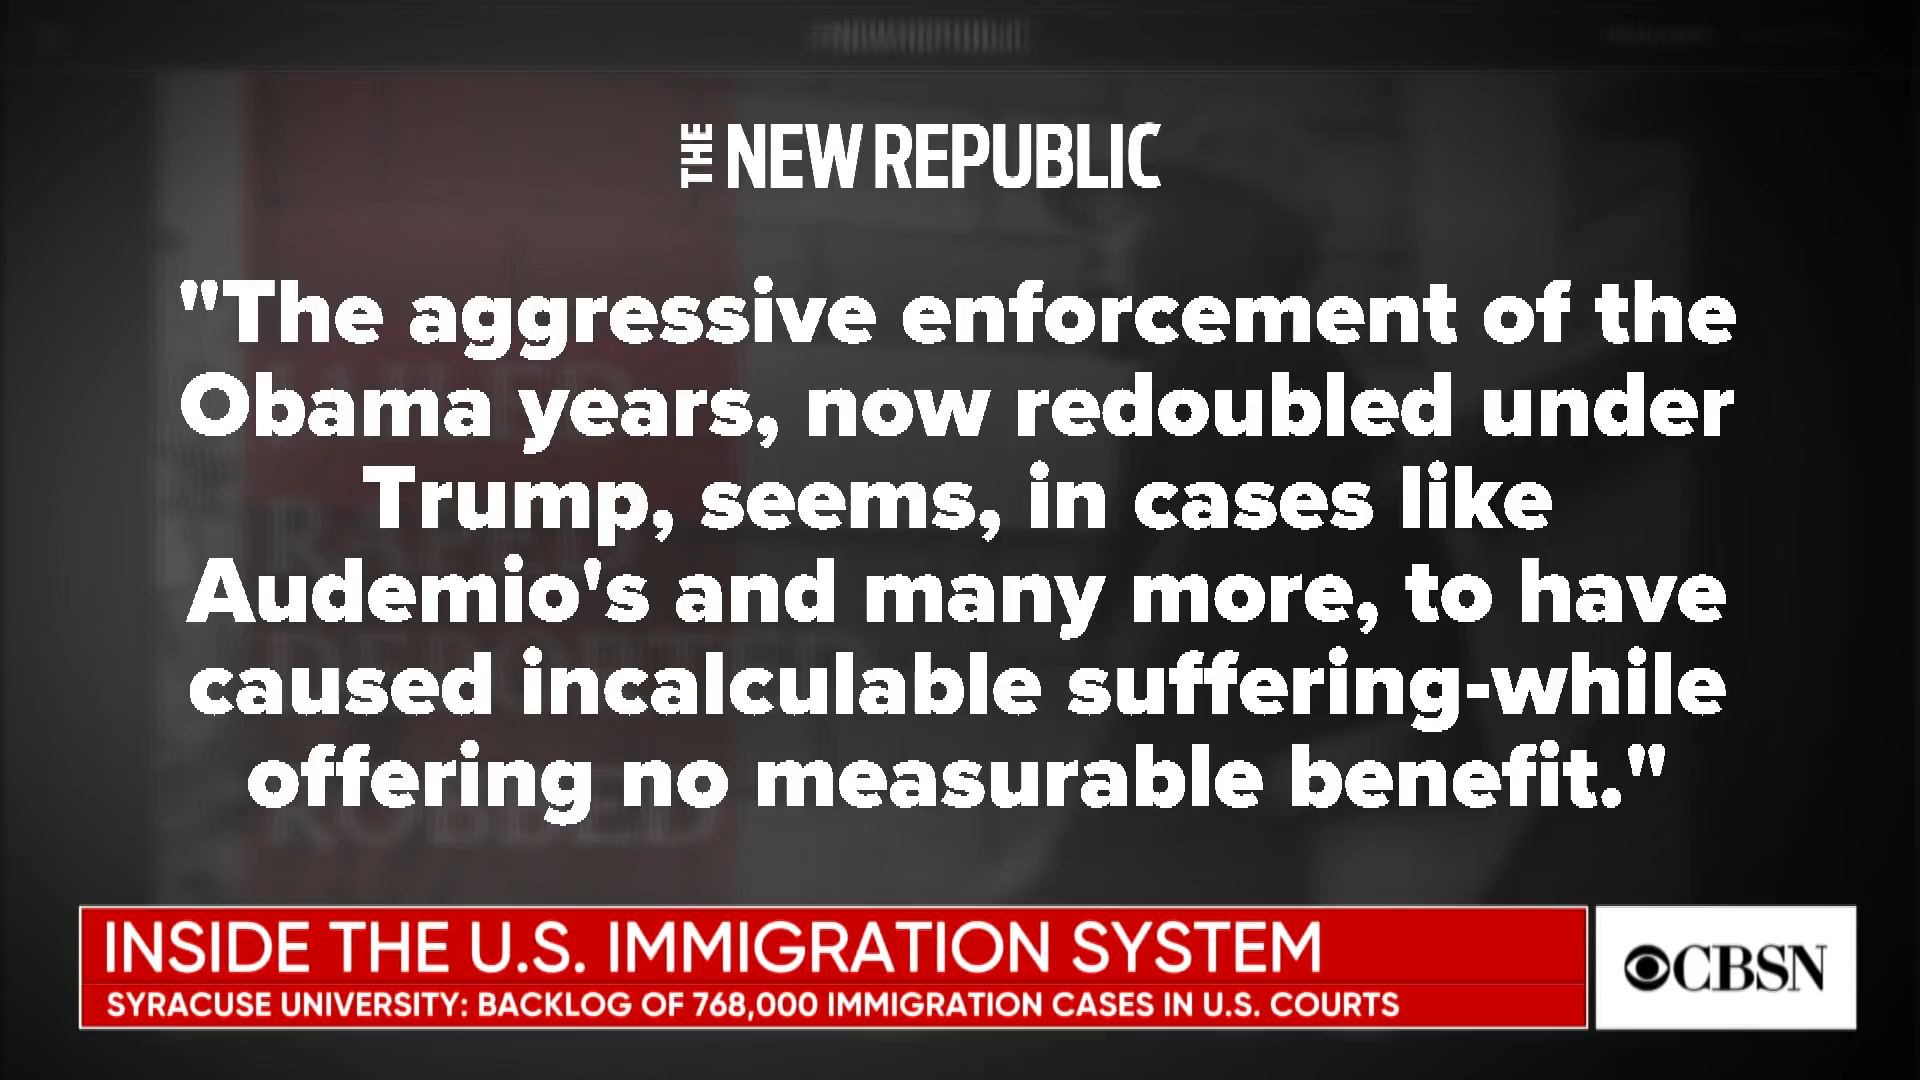 THE NEW REPUBLIC
"The aggressive enforcement of the
Obama years, now redoubled under
Trump, seems, in cases like
Audemio's and many more, to have
caused incalculable suffering-while
offering no measurable benefit."
INSIDE THE U.S. IMMIGRATION SYSTEM
SYRACUSE UNIVERSITY: BACKLOG OF 768,000 IMMIGRATION CASES IN U.S. COURTS
CBSN